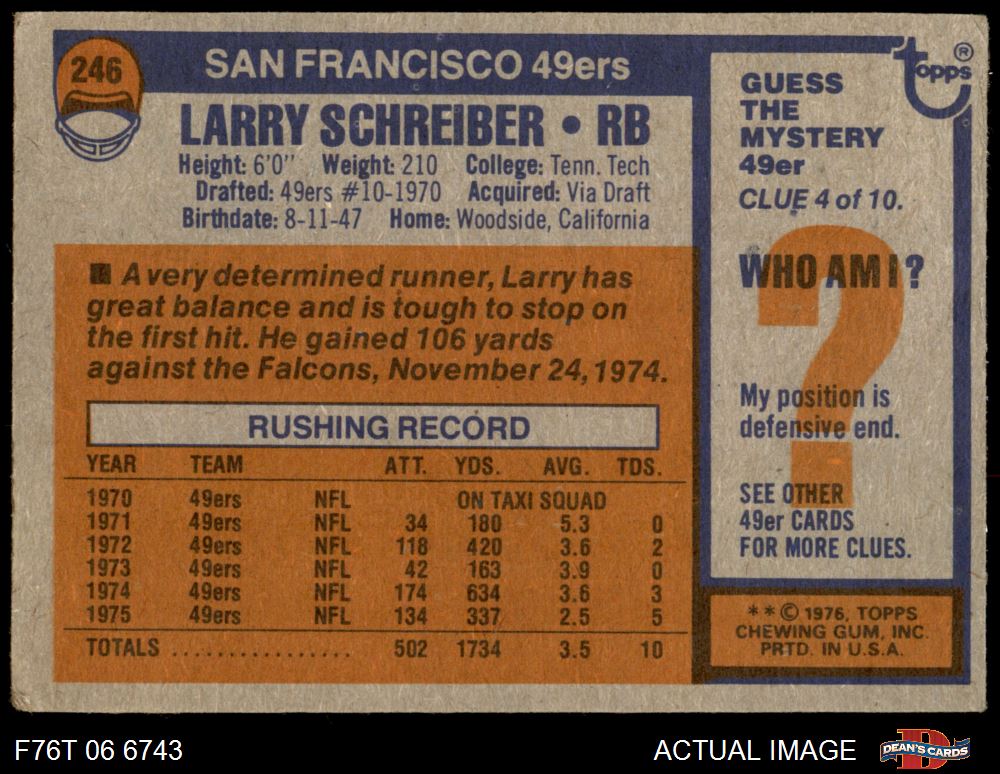 246
SAN FRANCISCO 49ers
LARRY SCHREIBER • RB
Height: 6'0" Weight: 210 College: Tenn. Tech
Drafted: 49ers #10-1970 Acquired: Via Draft
Birthdate: 8-11-47 Home: Woodside, California
■ A very determined runner, Larry has
great balance and is tough to stop on
the first hit. He gained 106 yards
against the Falcons, November 24, 1974.
RUSHING RECORD
YEAR TEAM ATT. YDS. AVG. TDS.
1970 49ers NFL ON TAXI SQUAD
1971 49ers NFL 34 180 5.3 0
1972 49ers NFL 118 420 3.6 2
1973 49ers NFL 42 163 3.9 0
1974 49ers NFL 174 634 3.6 3
1975 49ers NFL 134 337 2.5 5
TOTALS ................ 502 1734 3.5 10
topps ®
GUESS
THE
MYSTERY
49er
CLUE 4 of 10.
WHO AM I?
?
My position is
defensive end.
SEE OTHER
49er CARDS
FOR MORE CLUES.
* * © 1976, TOPPS
CHEWING GUM, INC.
PRTD. IN U.S.A.
F76T 06 6743
ACTUAL IMAGE
D
DEAN'S CARDS